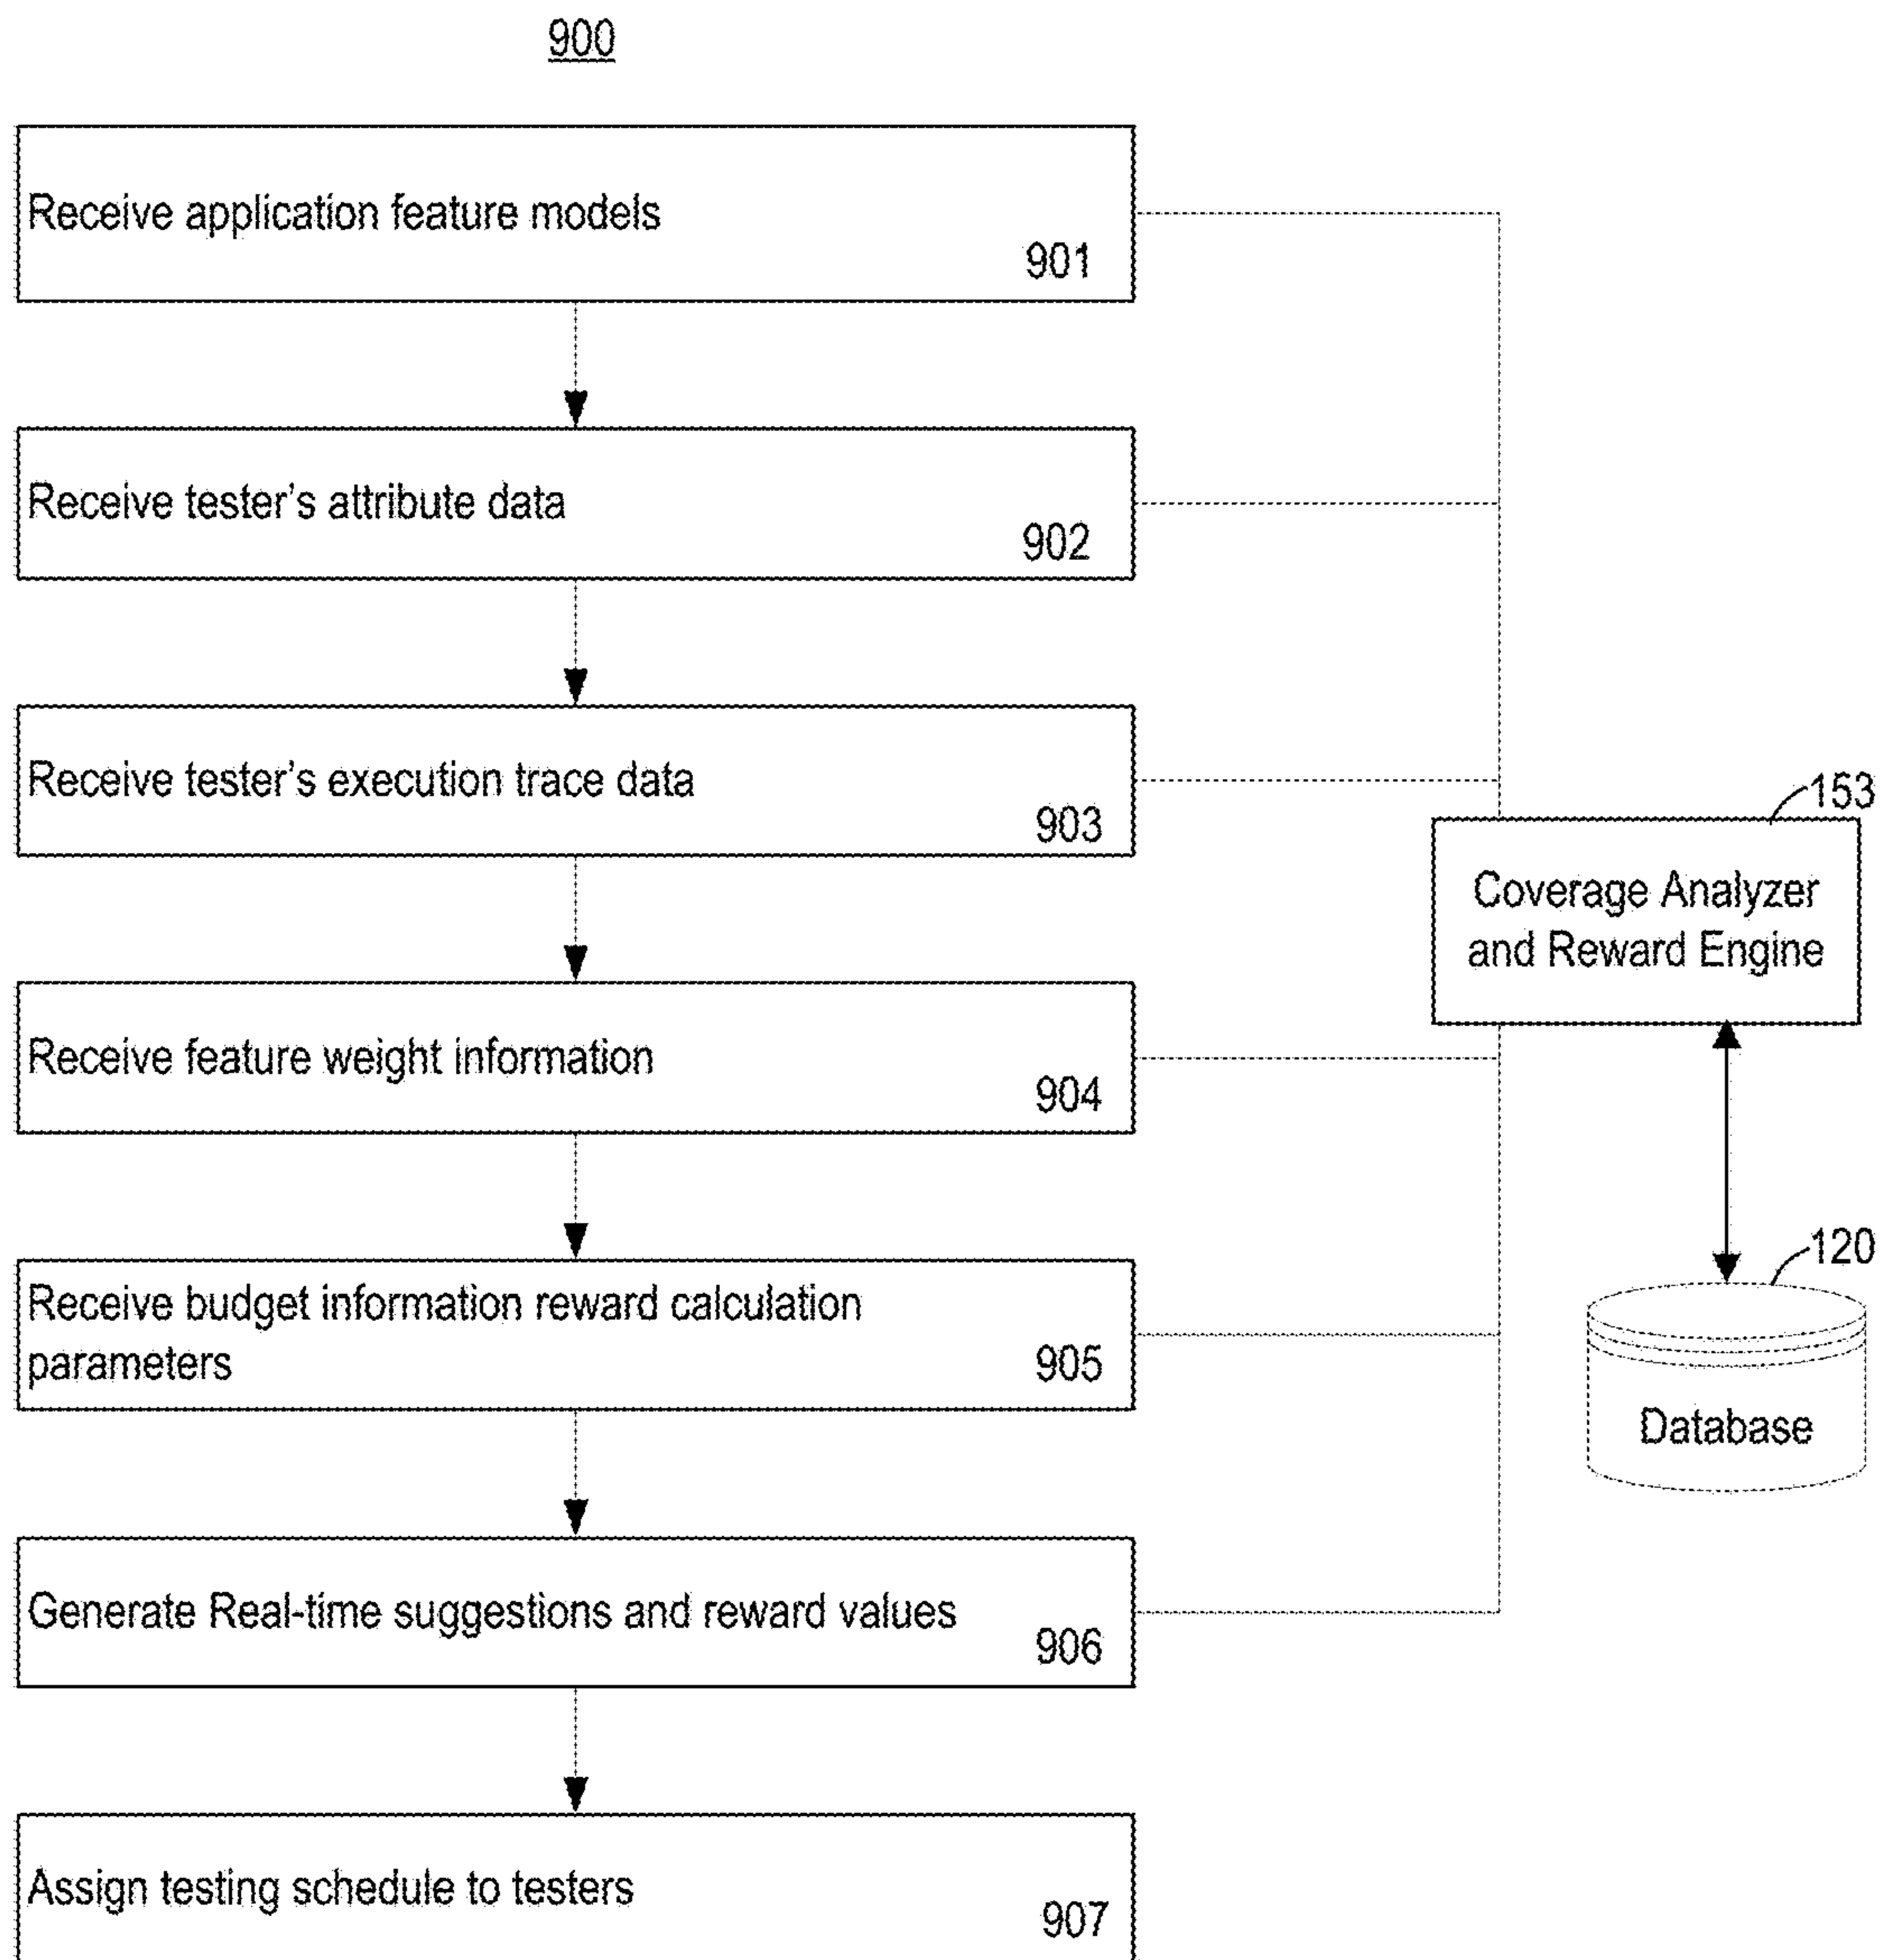 900
Receive application feature models
901
Receive tester's attribute data
902
Receive tester's execution trace data
903
153
Coverage Analyzer
and Reward Engine
Receive feature weight information
904
120
Database
Receive budget information reward calculation
parameters
905
Generate Real-time suggestions and reward values
906
Assign testing schedule to testers
907